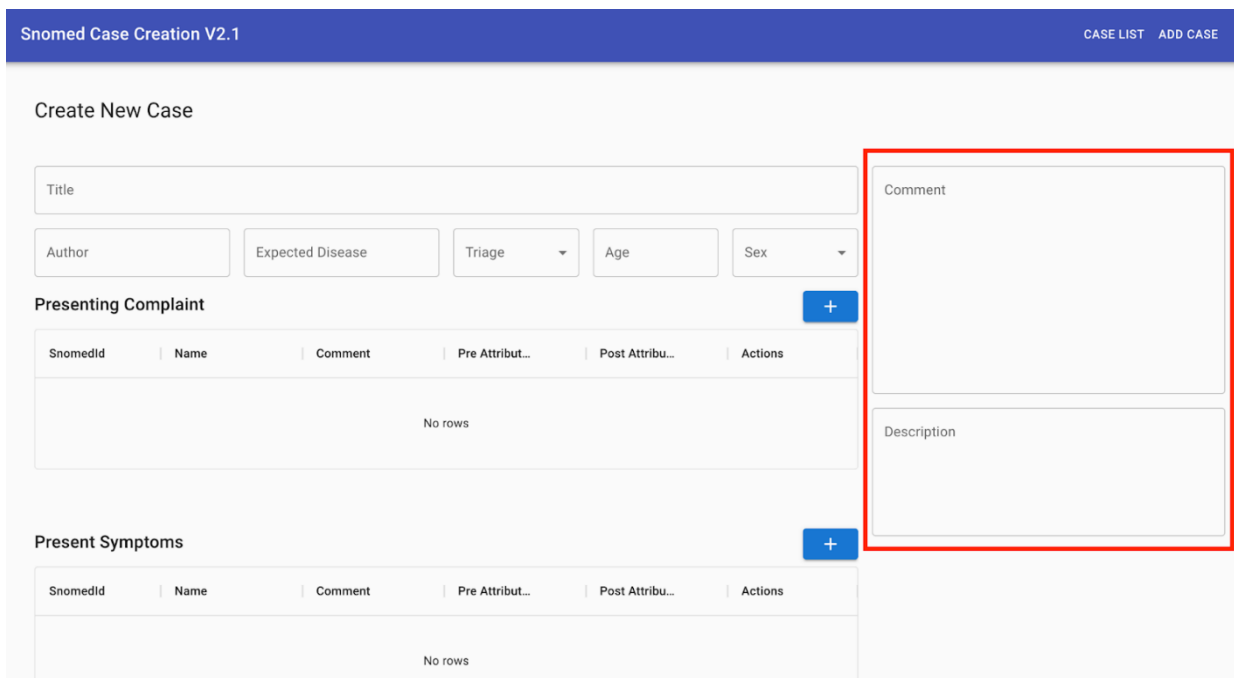 Snomed Case Creation V2.1
CASE LIST ADD CASE
Create New Case
Title
Author Expected Disease Triage Age Sex
Presenting Complaint
+
SnomedId Name Comment Pre Attribut... Post Attribu... Actions
No rows
Present Symptoms
+
SnomedId Name Comment Pre Attribut... Post Attribu... Actions
No rows
Comment
Description